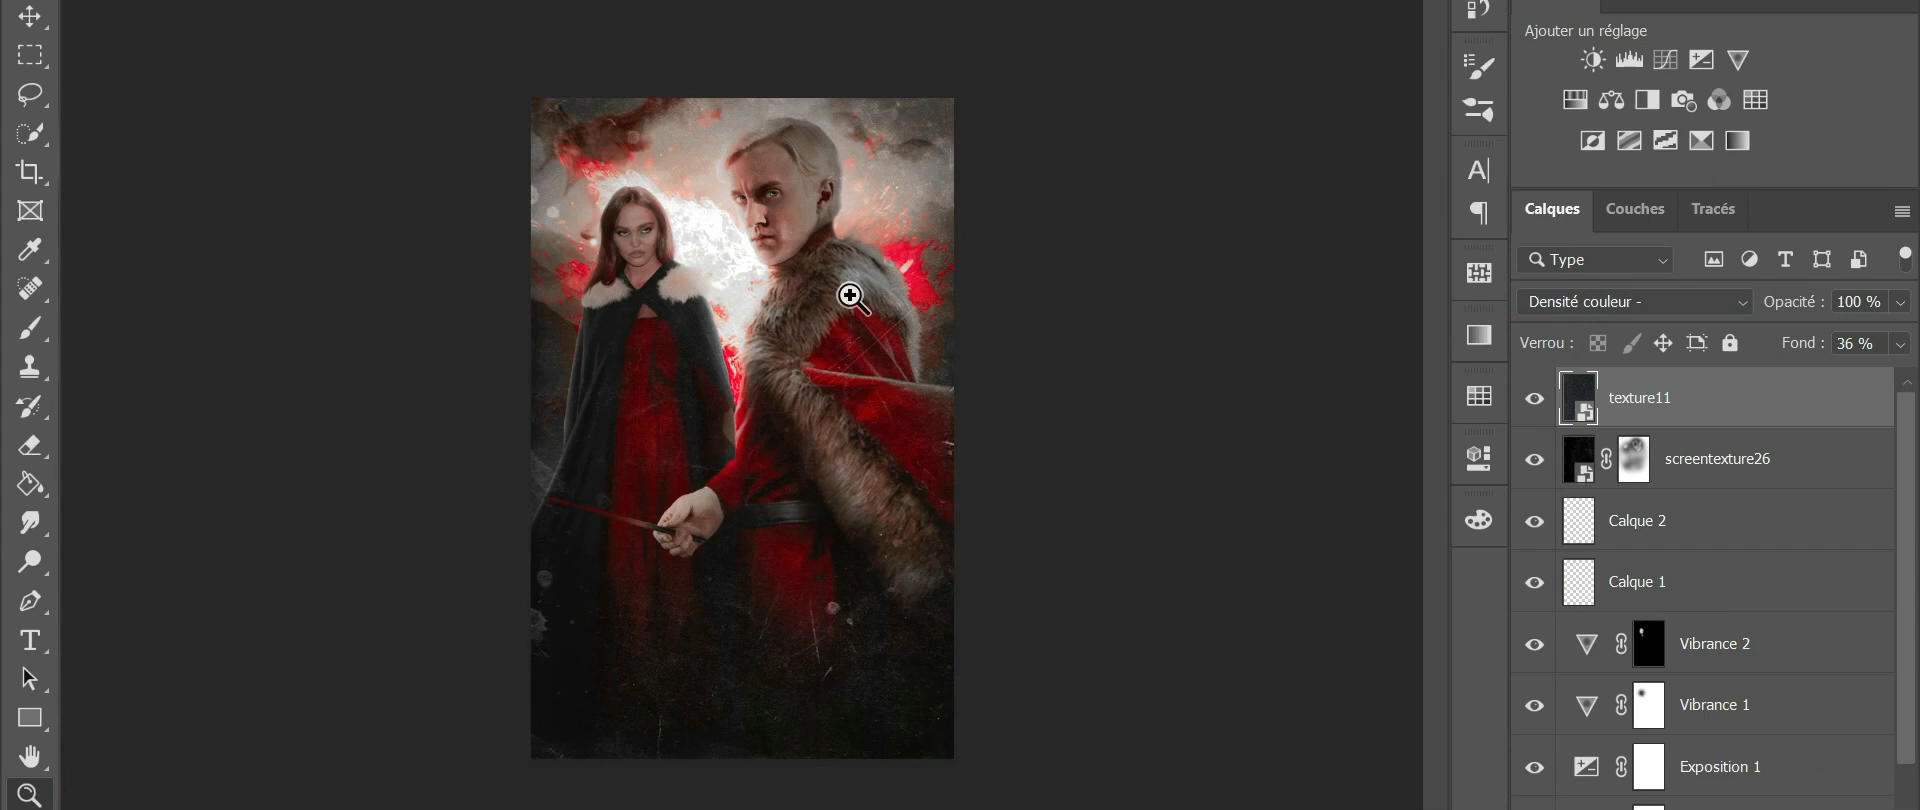 Ajouter un réglage
Calques Couches Tracés
Type
Densité couleur - Opacité : 100 %
Verrou : Fond : 36 %
texture11
screentexture26
Calque 2
Calque 1
Vibrance 2
Vibrance 1
Exposition 1